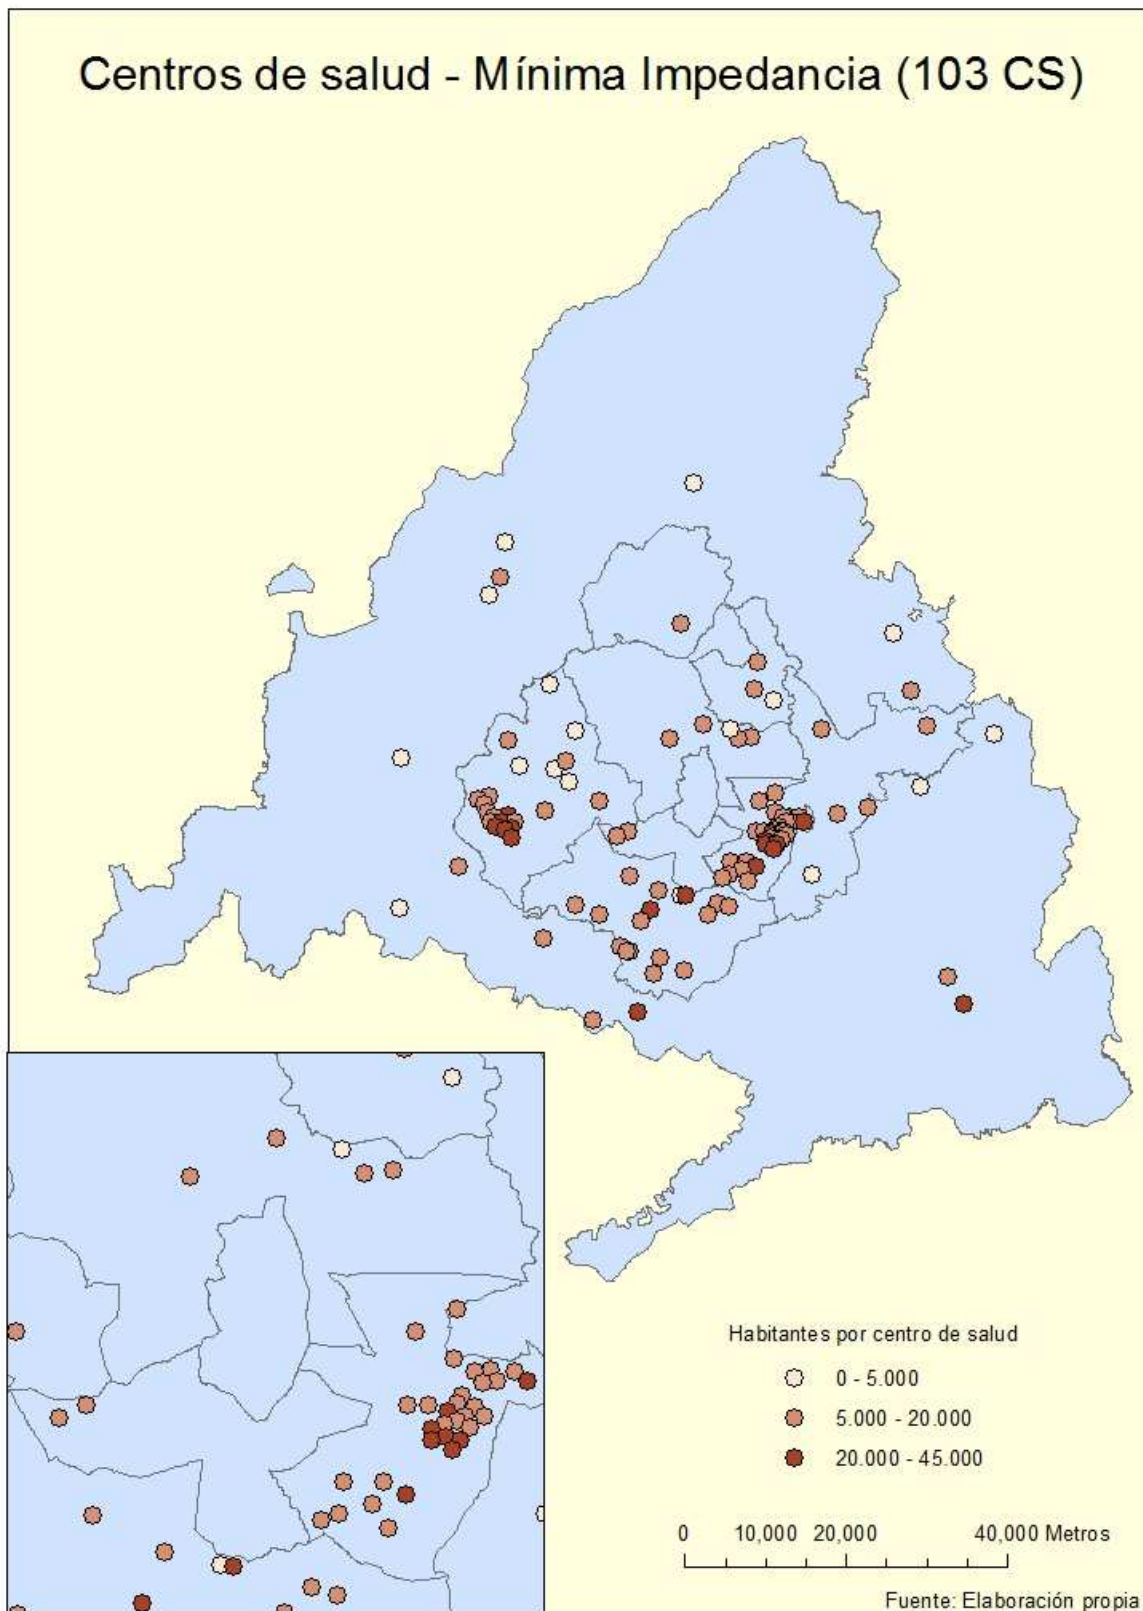 Centros de salud - Mínima Impedancia (103 CS)
Habitantes por centro de salud
0 - 5.000
5.000 - 20.000
20.000 - 45.000
0 10,000 20,000 40,000 Metros
Fuente: Elaboración propia